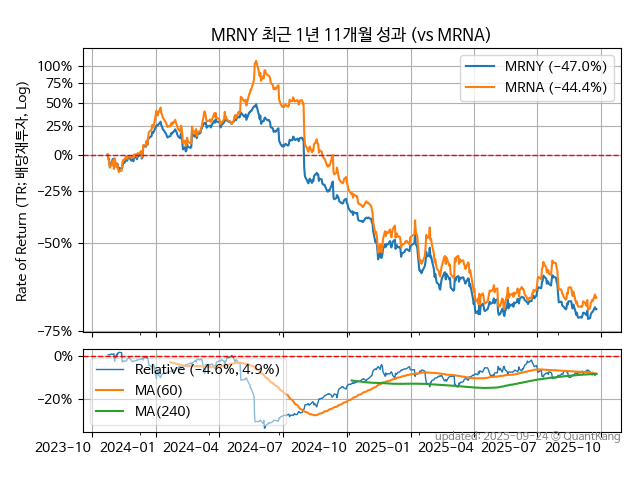 MRNY 최근 1년 11개월 성과 (vs MRNA)
Rate of Return (TR: 배당재투자, Log)
100%
75%
50%
25%
0%
−25%
−50%
−75%
MRNY (−47.0%)
MRNA (−44.4%)
0%
−20%
Relative (−4.6%, 4.9%)
MA(60)
MA(240)
updated: 2025-09-24 © QuantKang
2023-10 2024-01 2024-04 2024-07 2024-10 2025-01 2025-04 2025-07 2025-10